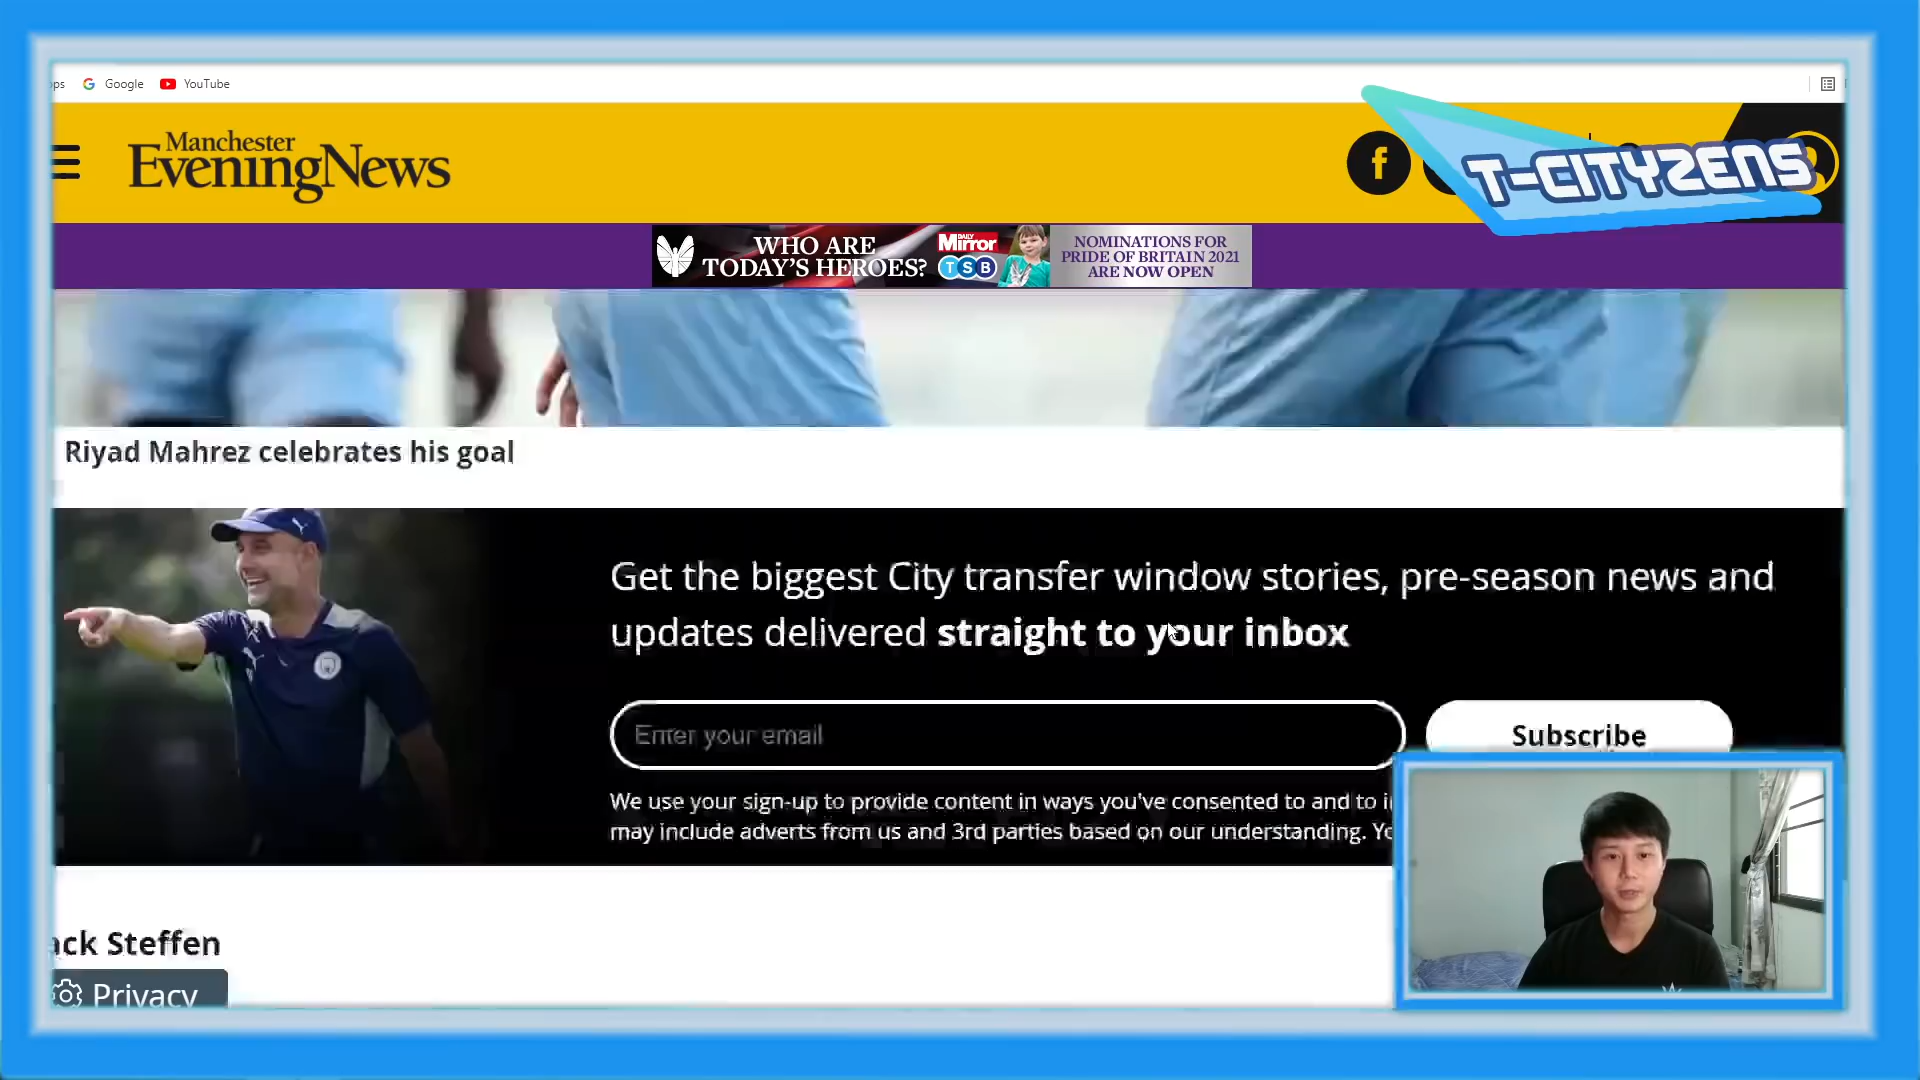 Google YouTube
T-CITYZENS
Manchester
EveningNews
f
WHO ARE
TODAY'S HEROES?
DAILY
Mirror
TSB
NOMINATIONS FOR
PRIDE OF BRITAIN 2021
ARE NOW OPEN
Riyad Mahrez celebrates his goal
Get the biggest City transfer window stories, pre-season news and
updates delivered straight to your inbox
Enter your email
Subscribe
We use your sign-up to provide content in ways you've consented to and to
may include adverts from us and 3rd parties based on our understanding.
Steffen
Privacy